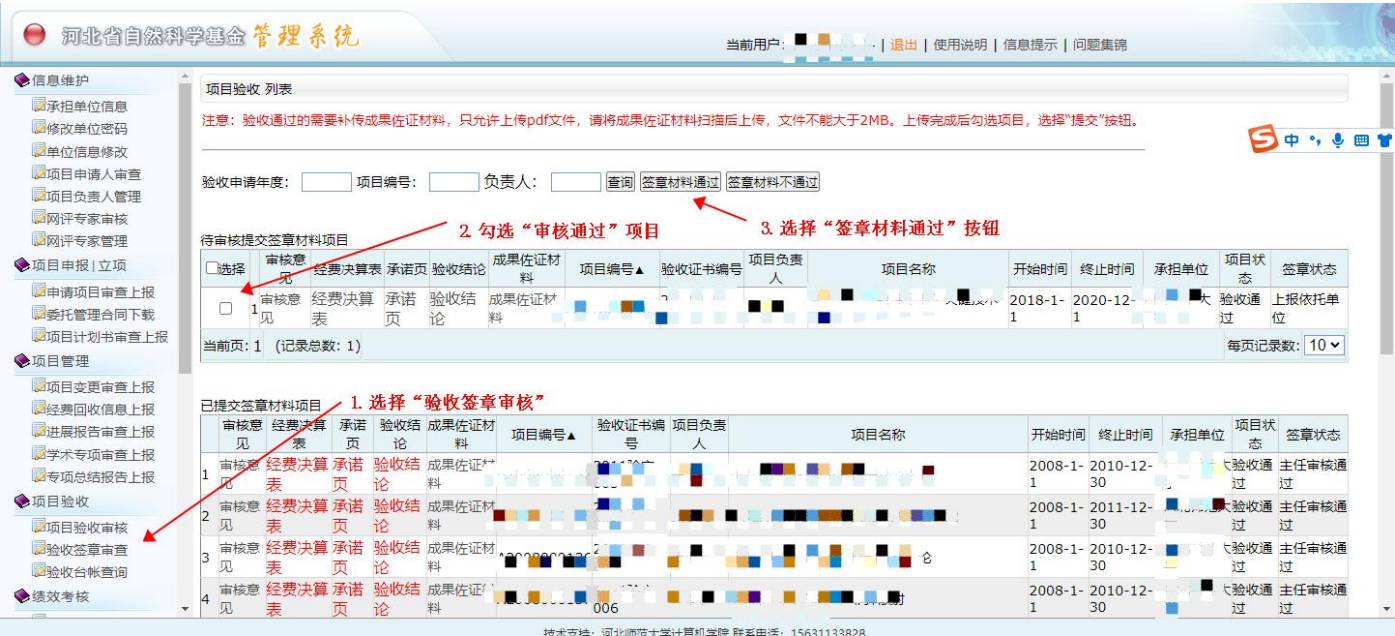 河北省自然科学基金 管理系统
当前用户: | 退出 | 使用说明 | 信息提示 | 问题集锦
信息维护
承担单位信息
修改单位密码
单位信息修改
项目申请人审查
项目负责人管理
网评专家审核
网评专家管理
项目申报|立项
申请项目审查上报
委托管理合同下载
项目计划书审查上报
项目管理
项目变更审查上报
经费回收信息上报
进展报告审查上报
学术专项审查上报
专项总结报告上报
项目验收
项目验收审核
验收签章审查
验收台帐查询
绩效考核
项目验收 列表
注意：验收通过的需要补传成果佐证材料，只允许上传pdf文件，请将成果佐证材料扫描后上传，文件不能大于2MB。上传完成后勾选项目，选择“提交”按钮。
中
验收申请年度: 项目编号: 负责人: 查询 签章材料通过 签章材料不通过
2. 勾选“审核通过”项目
3. 选择“签章材料通过”按钮
待审核提交签章材料项目
选择 审核意见 经费决算表 承诺页 验收结论 成果佐证材料 项目编号▲ 验收证书编号 项目负责人 项目名称 开始时间 终止时间 承担单位 项目状态 签章状态
1 审核意见 经费决算表 承诺页 验收结论 成果佐证材料 2018-1-1 2020-12- 验收通过 上报依托单位
当前页: 1 (记录总数: 1) 每页记录数: 10
1. 选择“验收签章审核”
已提交签章材料项目
审核意见 经费决算表 承诺页 验收结论 成果佐证材料 项目编号▲ 验收证书编号 项目负责人 项目名称 开始时间 终止时间 承担单位 项目状态 签章状态
1 审核意见 经费决算表 承诺页 验收结论 成果佐证材料 2008-1-1 2010-12-30 验收通过 主任审核通过
2 审核意见 经费决算表 承诺页 验收结论 成果佐证材料 2008-1-1 2011-12-30 验收通过 主任审核通过
3 审核意见 经费决算表 承诺页 验收结论 成果佐证材料 2008-1-1 2010-12-30 验收通过 主任审核通过
4 审核意见 经费决算表 承诺页 验收结论 成果佐证材料 006 2008-1-1 2010-12-30 验收通过 主任审核通过
技术支持：河北师范大学计算机学院 联系电话：15631133828